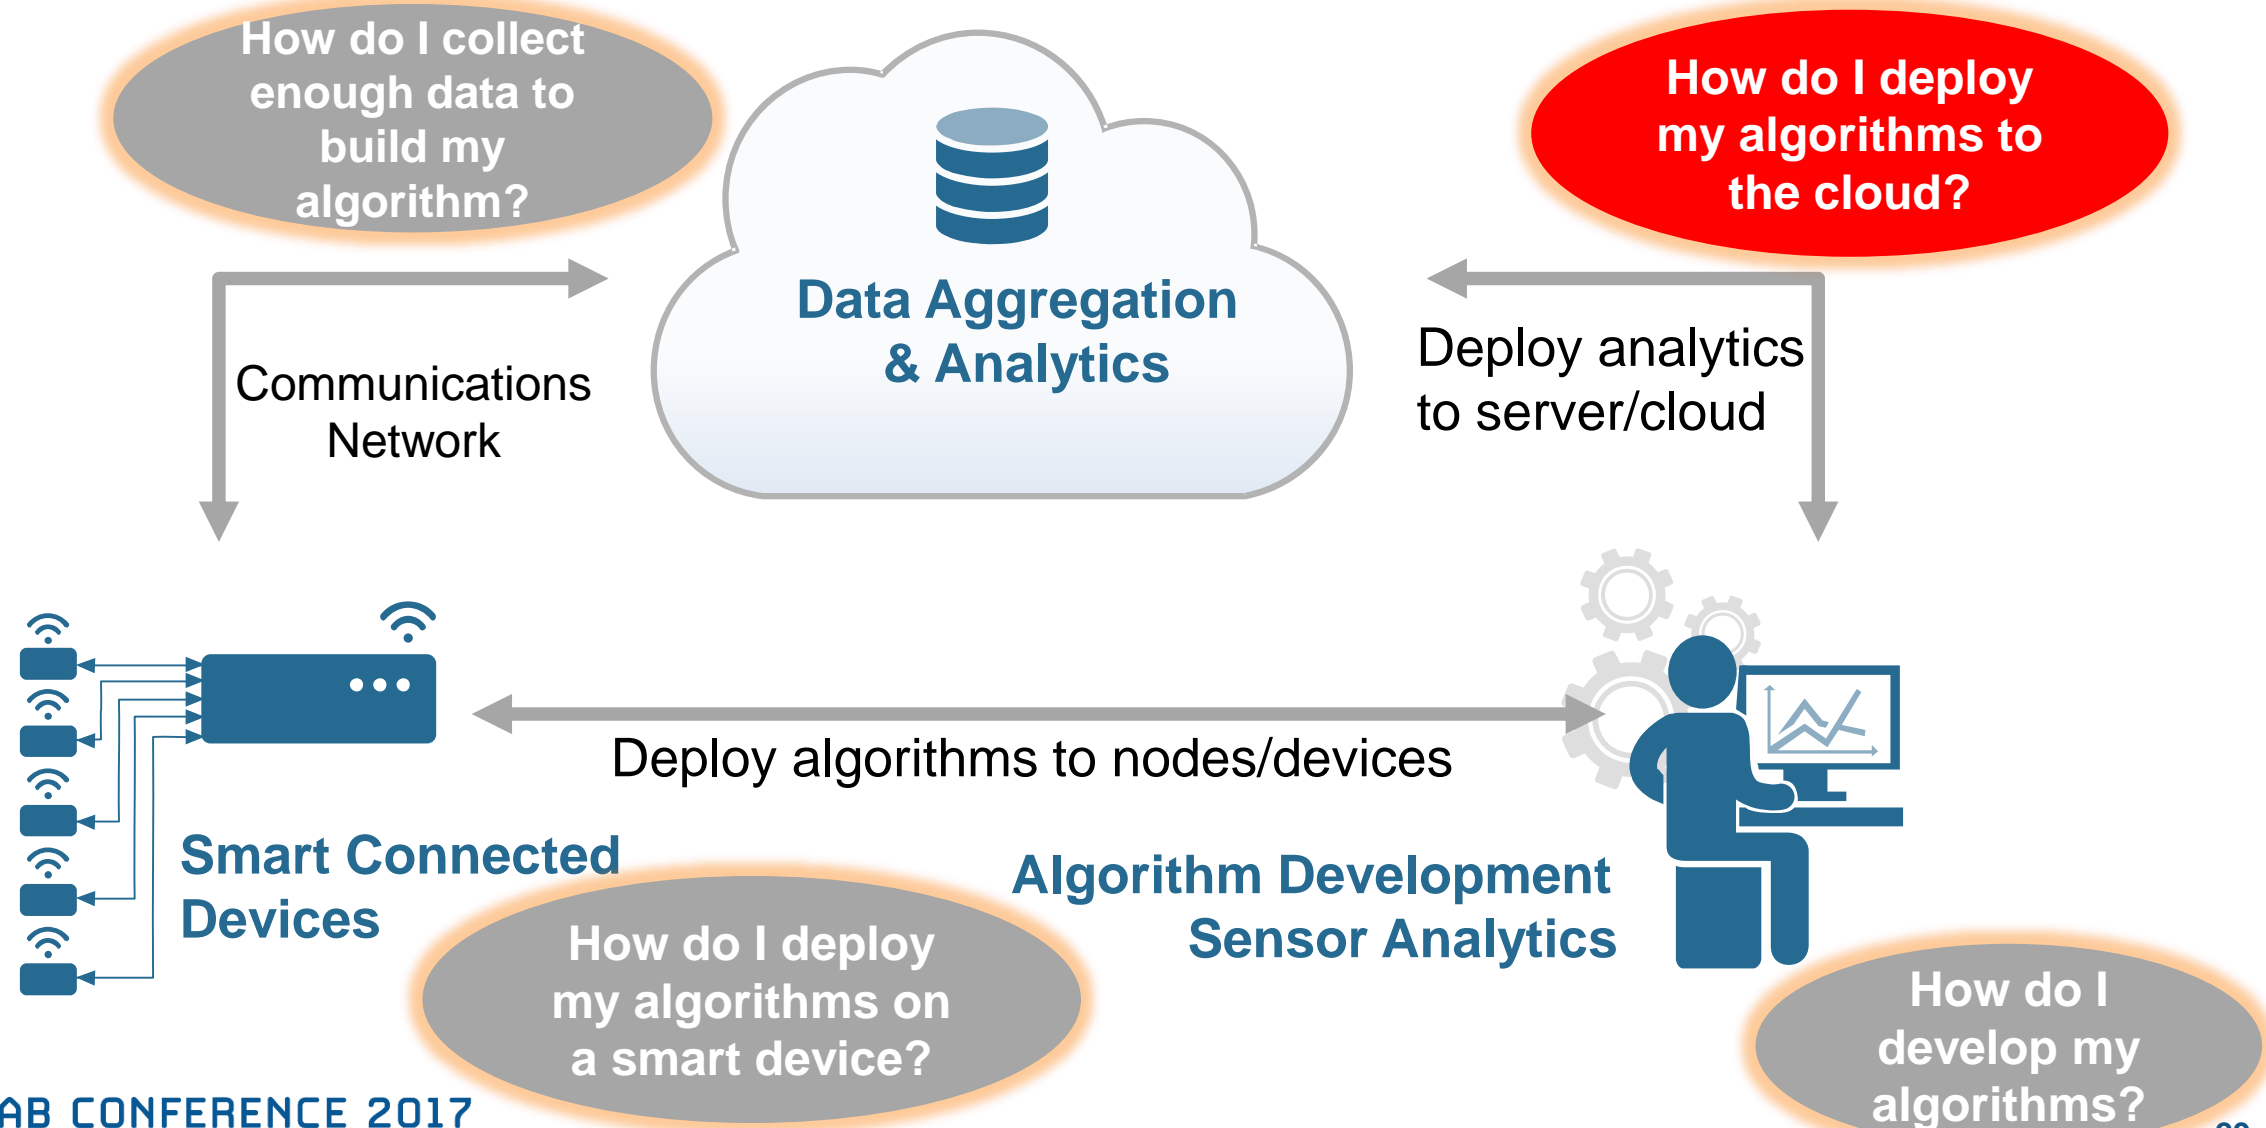 How do I collect
enough data to
build my
algorithm?
How do I deploy
my algorithms to
the cloud?
Data Aggregation
& Analytics
Communications
Network
Deploy analytics
to server/cloud
Deploy algorithms to nodes/devices
Smart Connected
Devices
Algorithm Development
Sensor Analytics
How do I deploy
my algorithms on
a smart device?
How do I
develop my
algorithms?
AB CONFERENCE 2017